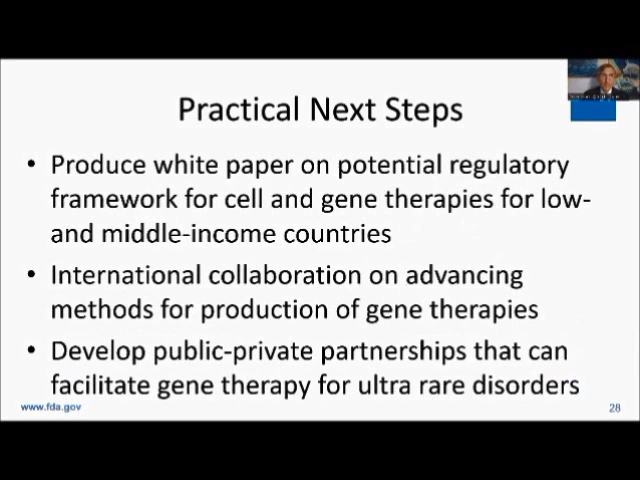 Practical Next Steps
• Produce white paper on potential regulatory
framework for cell and gene therapies for low-
and middle-income countries
• International collaboration on advancing
methods for production of gene therapies
• Develop public-private partnerships that can
facilitate gene therapy for ultra rare disorders
www.fda.gov
28